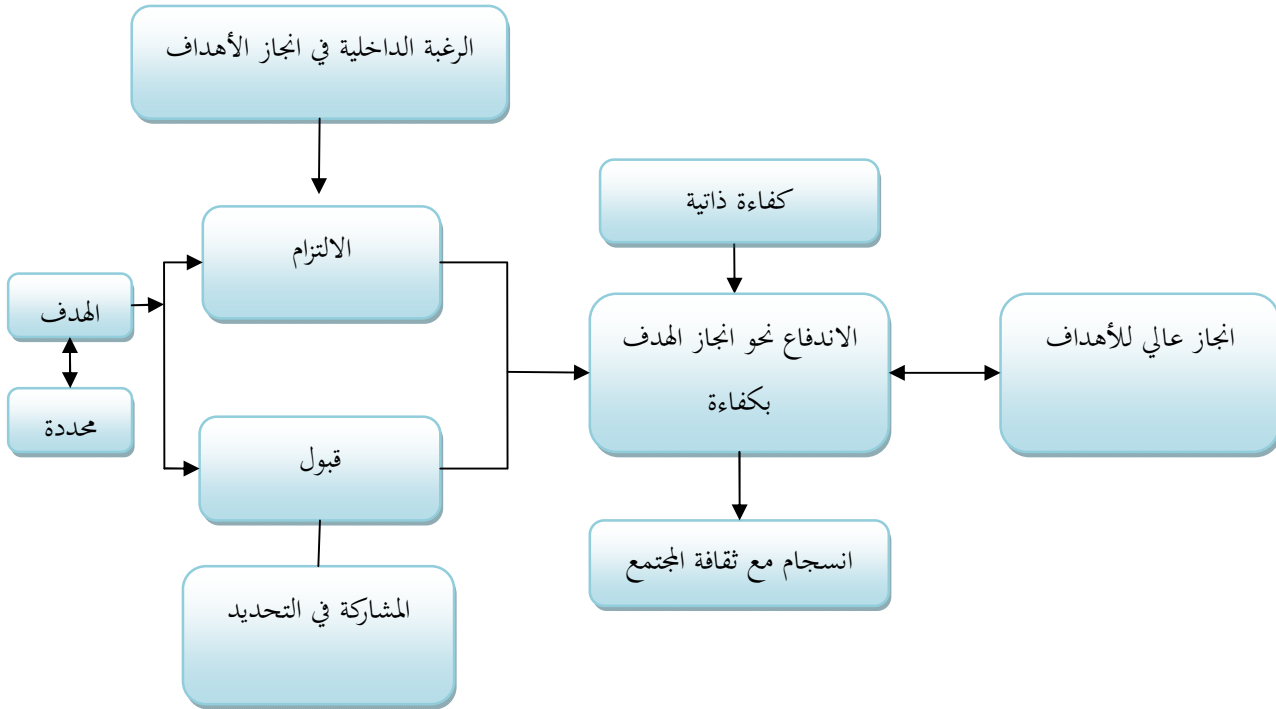 الرغبة الداخلية في انجاز الأهداف
كفاءة ذاتية
الالتزام
الهدف
محددة
الاندفاع نحو انجاز الهدف
بكفاءة
انجاز عالي للأهداف
قبول
انسجام مع ثقافة المجتمع
المشاركة في التحديد